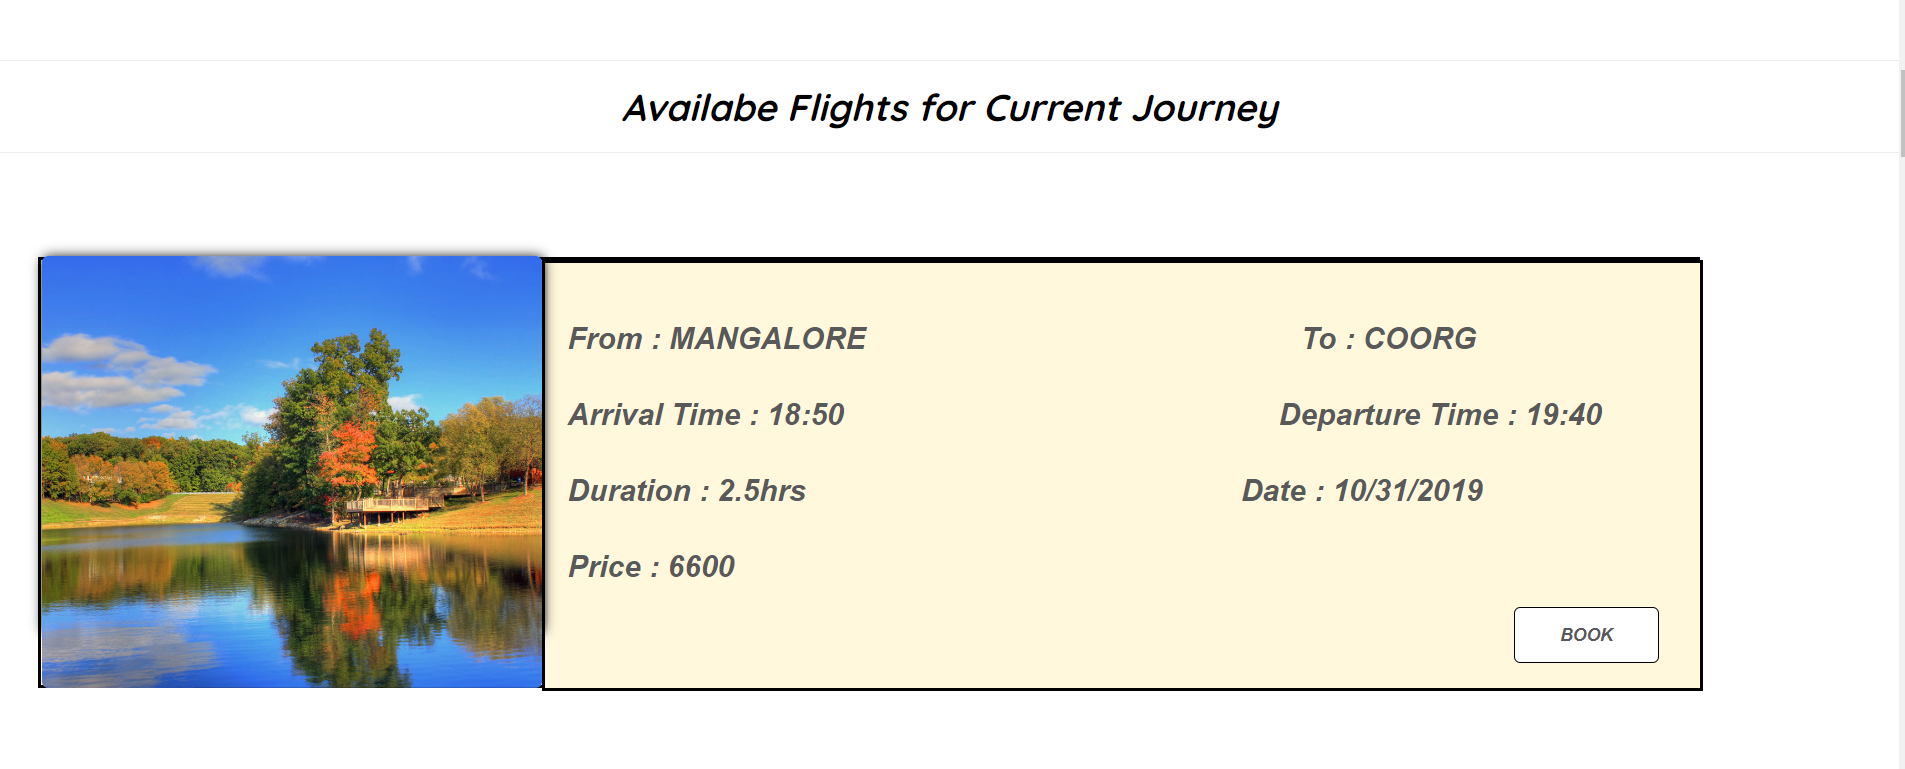 Availabe Flights for Current Journey
From : MANGALORE To : COORG
Arrival Time : 18:50 Departure Time : 19:40
Duration : 2.5hrs Date : 10/31/2019
Price : 6600
BOOK